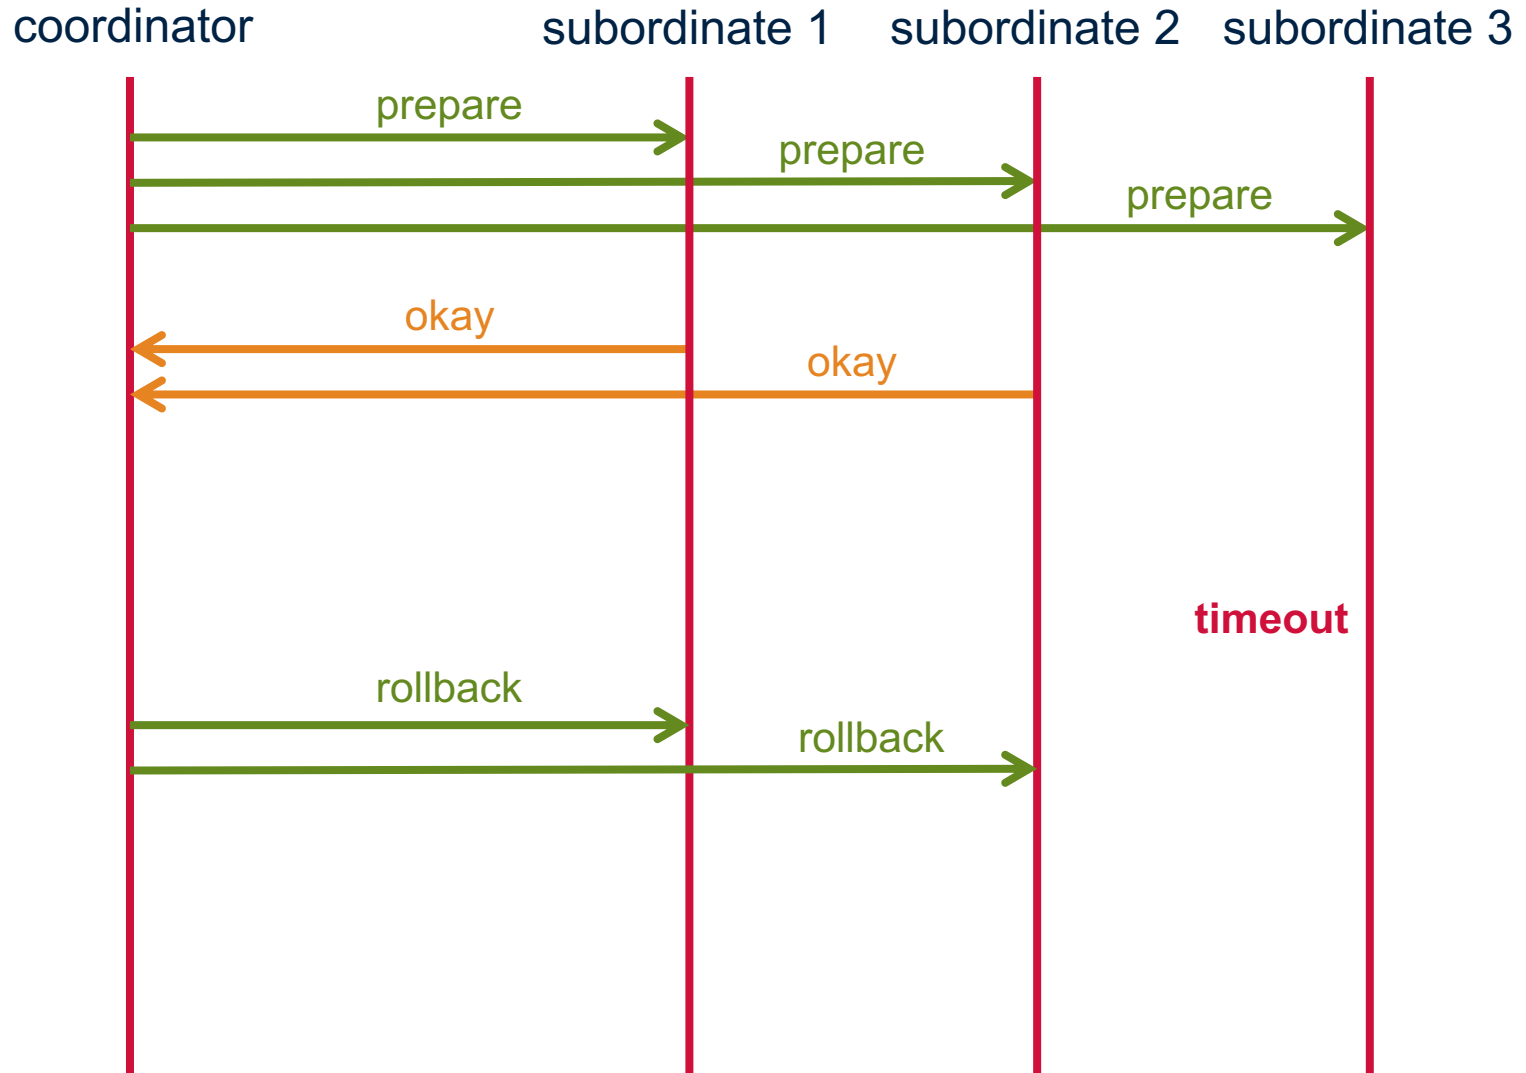 coordinator subordinate 1 subordinate 2 subordinate 3
prepare
prepare
prepare
okay
okay
timeout
rollback
rollback